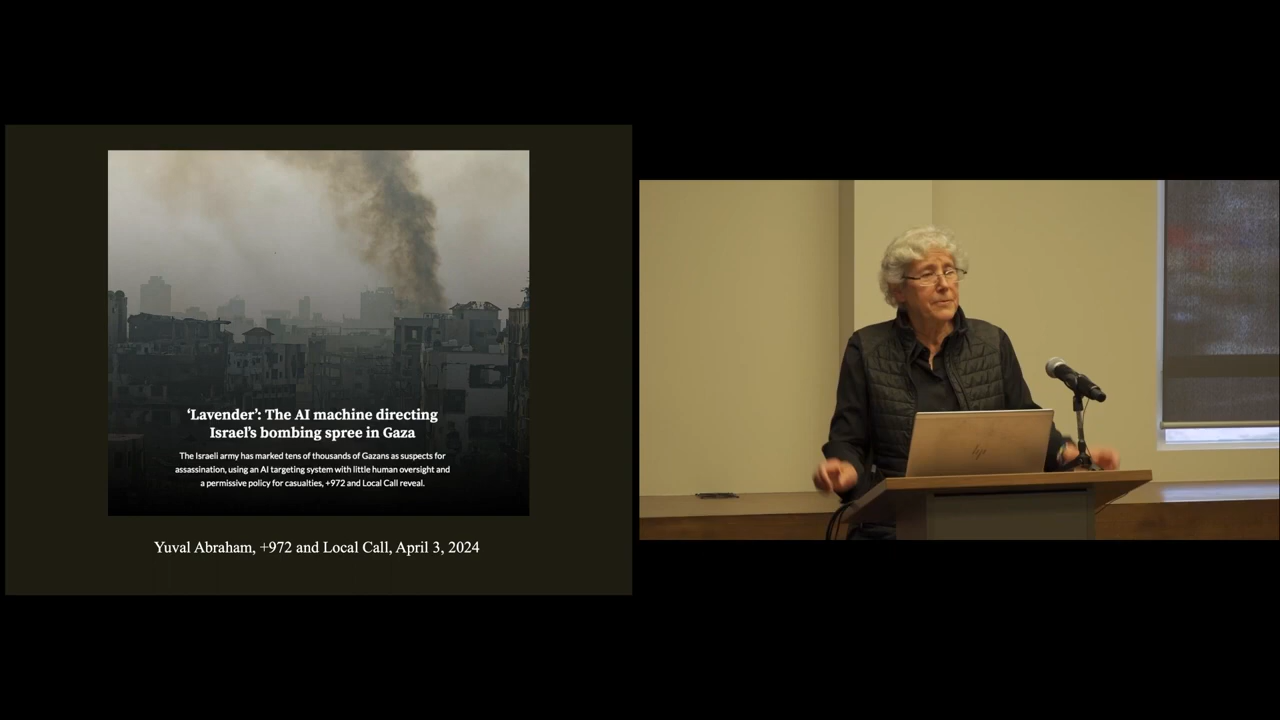 ‘Lavender’: The AI machine directing
Israel’s bombing spree in Gaza
The Israeli army has marked tens of thousands of Gazans as suspects for
assassination, using an AI targeting system with little human oversight and
a permissive policy for casualties, +972 and Local Call reveal.
Yuval Abraham, +972 and Local Call, April 3, 2024
hp